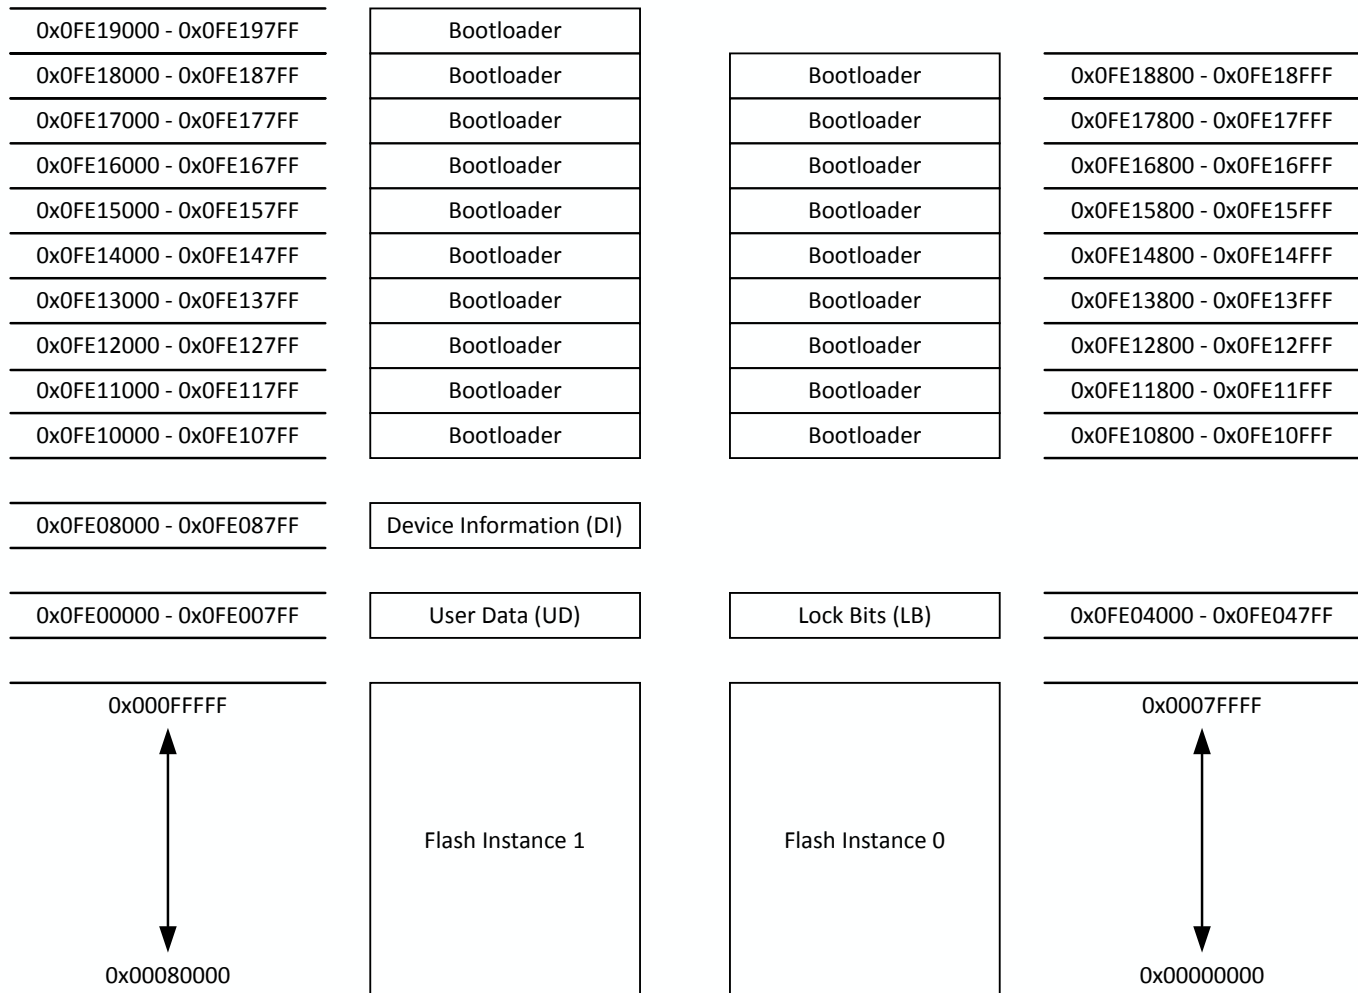 0x0FE19000 - 0x0FE197FF Bootloader
0x0FE18000 - 0x0FE187FF Bootloader Bootloader 0x0FE18800 - 0x0FE18FFF
0x0FE17000 - 0x0FE177FF Bootloader Bootloader 0x0FE17800 - 0x0FE17FFF
0x0FE16000 - 0x0FE167FF Bootloader Bootloader 0x0FE16800 - 0x0FE16FFF
0x0FE15000 - 0x0FE157FF Bootloader Bootloader 0x0FE15800 - 0x0FE15FFF
0x0FE14000 - 0x0FE147FF Bootloader Bootloader 0x0FE14800 - 0x0FE14FFF
0x0FE13000 - 0x0FE137FF Bootloader Bootloader 0x0FE13800 - 0x0FE13FFF
0x0FE12000 - 0x0FE127FF Bootloader Bootloader 0x0FE12800 - 0x0FE12FFF
0x0FE11000 - 0x0FE117FF Bootloader Bootloader 0x0FE11800 - 0x0FE11FFF
0x0FE10000 - 0x0FE107FF Bootloader Bootloader 0x0FE10800 - 0x0FE10FFF
0x0FE08000 - 0x0FE087FF Device Information (DI)
0x0FE00000 - 0x0FE007FF User Data (UD) Lock Bits (LB) 0x0FE04000 - 0x0FE047FF
0x000FFFFF 0x0007FFFF
Flash Instance 1 Flash Instance 0
0x00080000 0x00000000